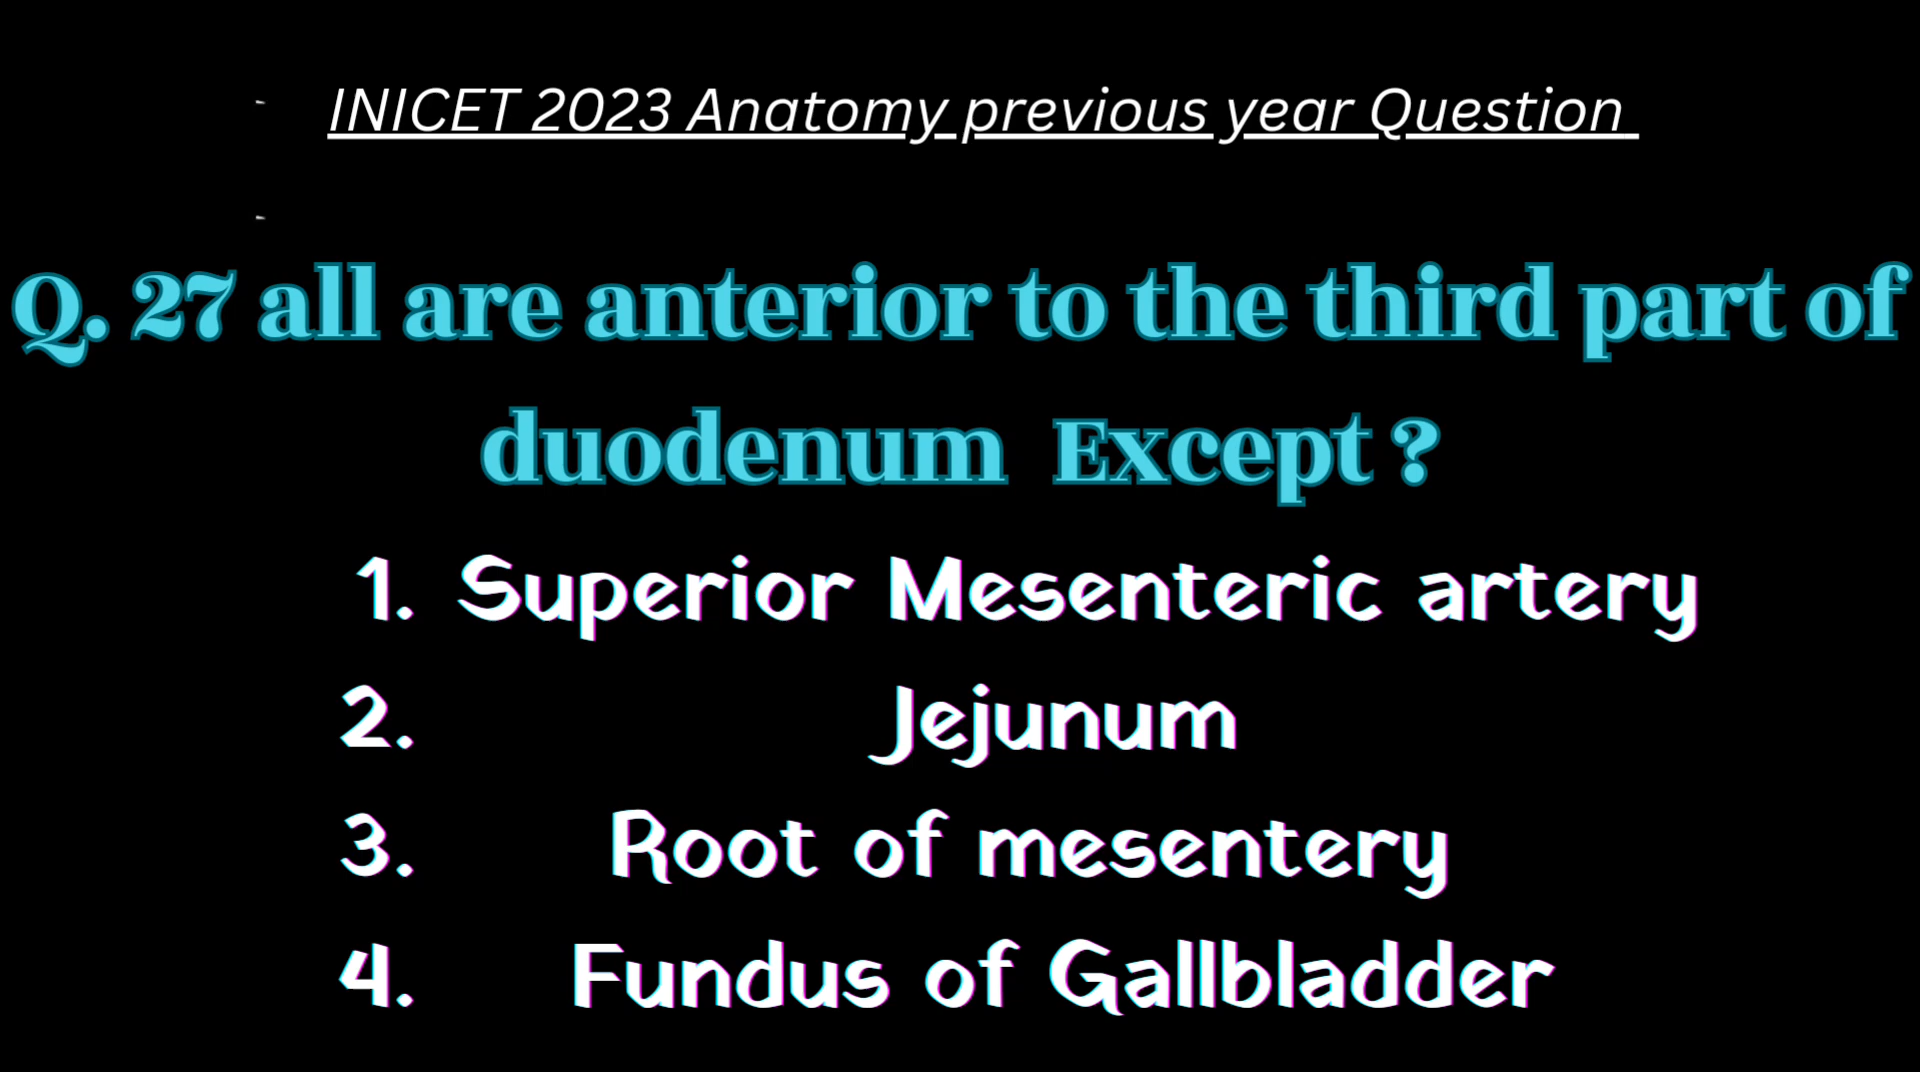 INICET 2023 Anatomy previous year Question
Q. 27 all are anterior to the third part of
duodenum Except ?
1. Superior Mesenteric artery
2. Jejunum
3. Root of mesentery
4. Fundus of Gallbladder